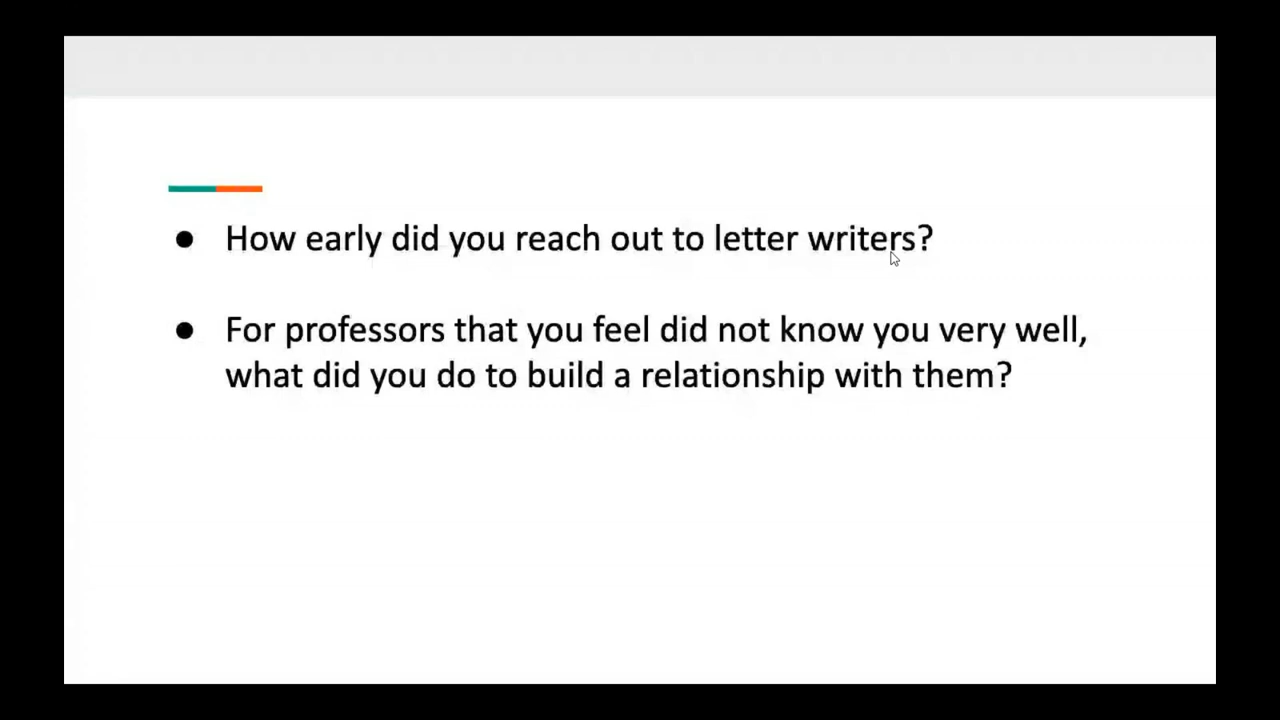 ● How early did you reach out to letter writers?
● For professors that you feel did not know you very well,
what did you do to build a relationship with them?